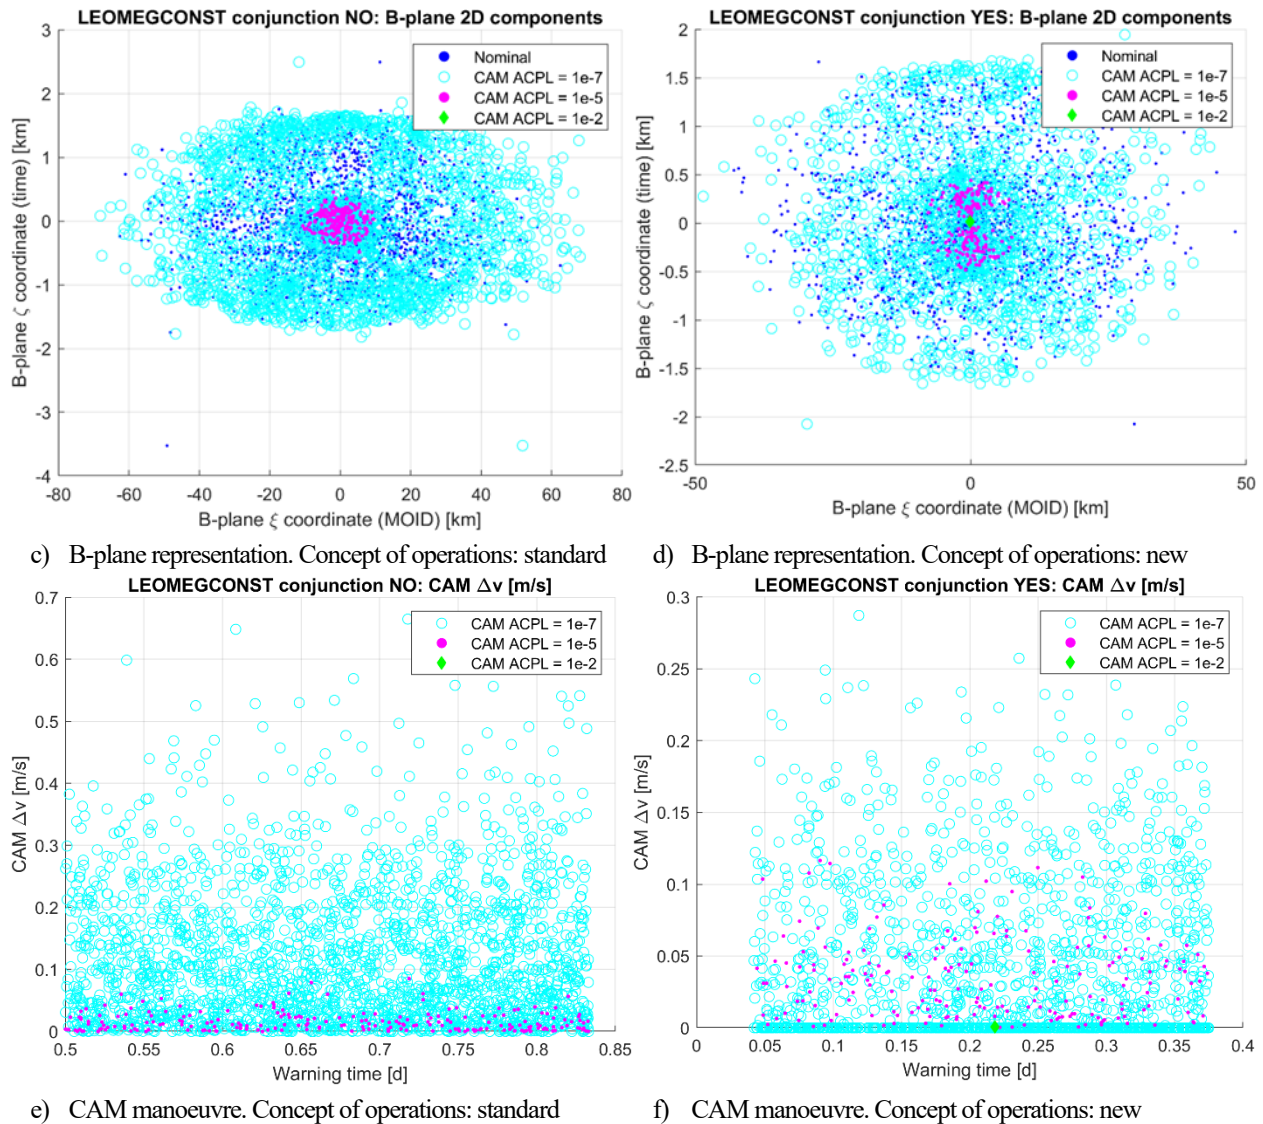 LEOMEGCONST conjunction NO: B-plane 2D components
3
2
1
0
-1
-2
-3
-4
-80
-60
-40
-20
0
20
40
60
80
B-plane ζ coordinate (time) [km]
B-plane ξ coordinate (MOID) [km]
Nominal
CAM ACPL = 1e-7
CAM ACPL = 1e-5
CAM ACPL = 1e-2
c) B-plane representation. Concept of operations: standard
LEOMEGCONST conjunction YES: B-plane 2D components
2
1.5
1
0.5
0
-0.5
-1
-1.5
-2
-2.5
-50
0
50
B-plane ζ coordinate (time) [km]
B-plane ξ coordinate (MOID) [km]
Nominal
CAM ACPL = 1e-7
CAM ACPL = 1e-5
CAM ACPL = 1e-2
d) B-plane representation. Concept of operations: new
LEOMEGCONST conjunction NO: CAM Δv [m/s]
0.7
0.6
0.5
0.4
0.3
0.2
0.1
0
0.5
0.55
0.6
0.65
0.7
0.75
0.8
0.85
CAM Δv [m/s]
Warning time [d]
CAM ACPL = 1e-7
CAM ACPL = 1e-5
CAM ACPL = 1e-2
e) CAM manoeuvre. Concept of operations: standard
LEOMEGCONST conjunction YES: CAM Δv [m/s]
0.3
0.25
0.2
0.15
0.1
0.05
0
0
0.05
0.1
0.15
0.2
0.25
0.3
0.35
0.4
CAM Δv [m/s]
Warning time [d]
CAM ACPL = 1e-7
CAM ACPL = 1e-5
CAM ACPL = 1e-2
f) CAM manoeuvre. Concept of operations: new